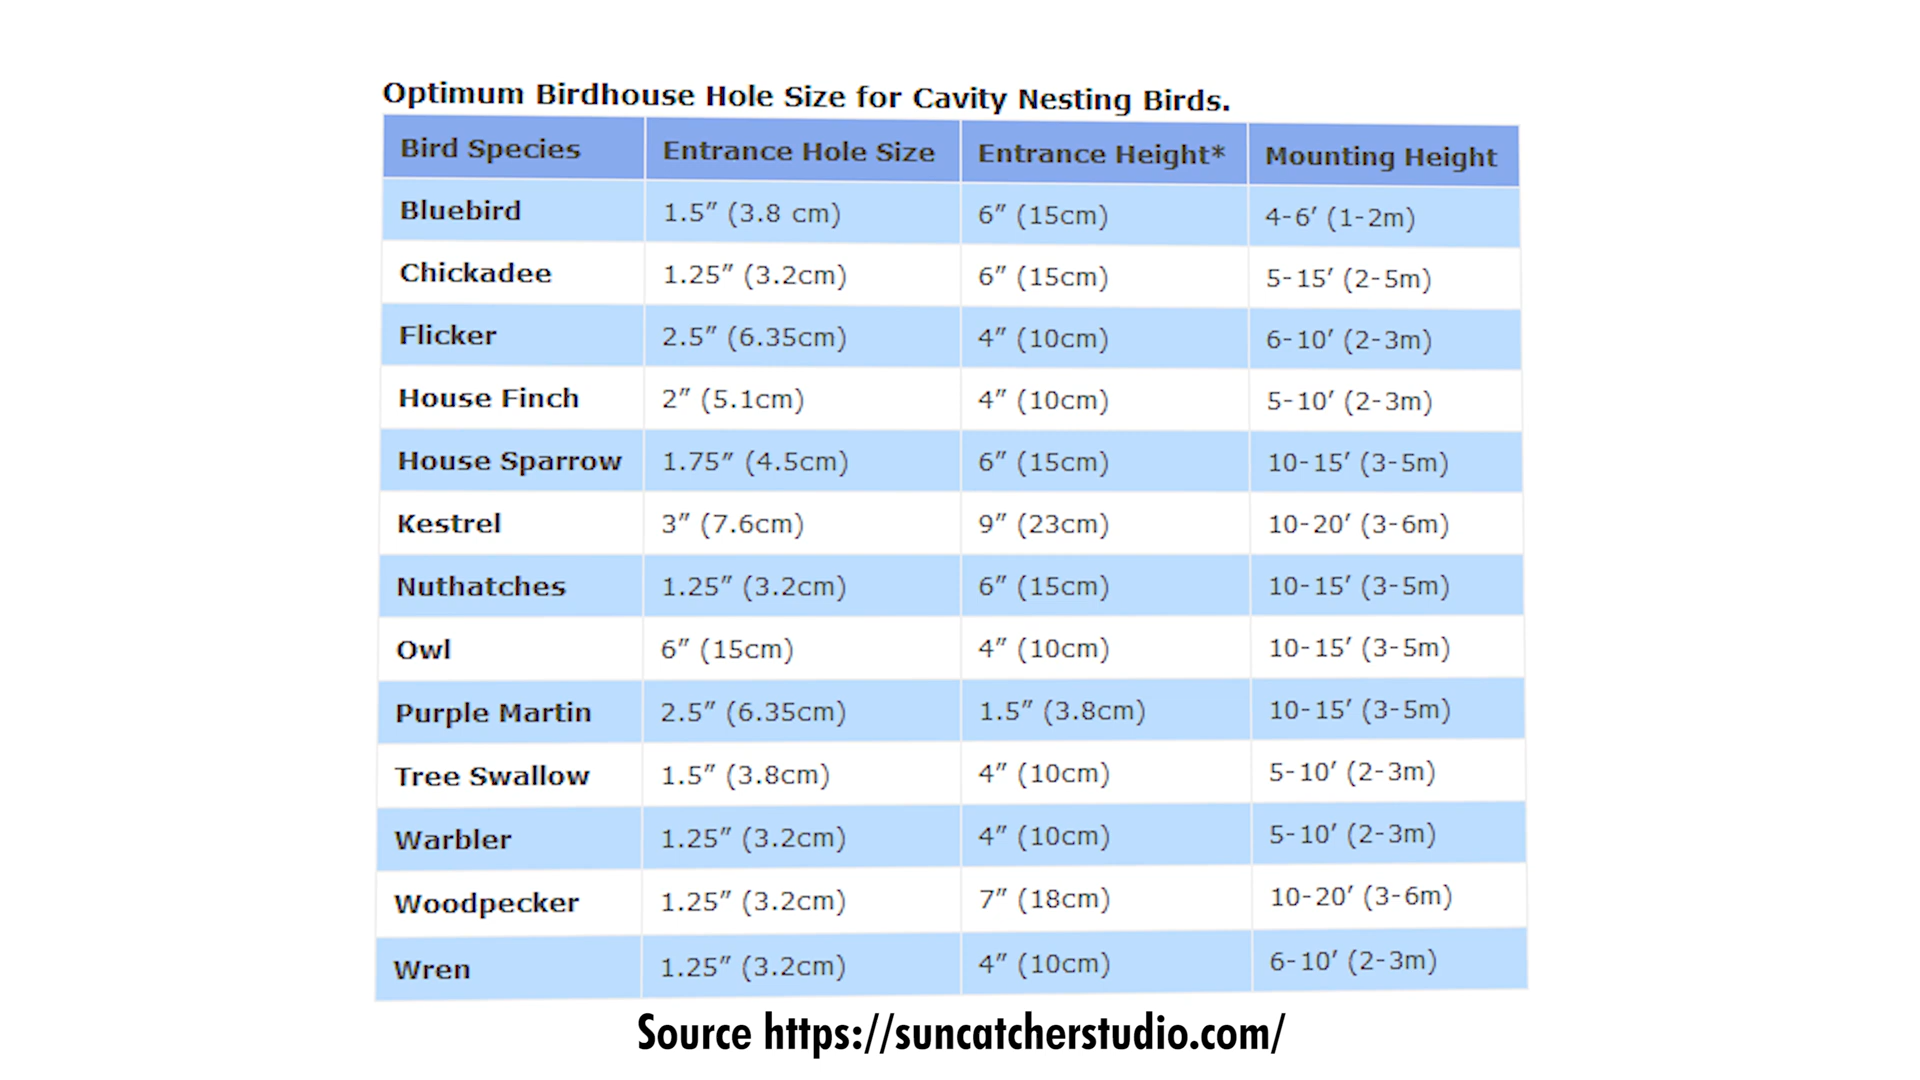 Optimum Birdhouse Hole Size for Cavity Nesting Birds.
Bird Species Entrance Hole Size Entrance Height* Mounting Height
Bluebird 1.5″ (3.8 cm) 6″ (15cm) 4-6′ (1-2m)
Chickadee 1.25″ (3.2cm) 6″ (15cm) 5-15′ (2-5m)
Flicker 2.5″ (6.35cm) 4″ (10cm) 6-10′ (2-3m)
House Finch 2″ (5.1cm) 4″ (10cm) 5-10′ (2-3m)
House Sparrow 1.75″ (4.5cm) 6″ (15cm) 10-15′ (3-5m)
Kestrel 3″ (7.6cm) 9″ (23cm) 10-20′ (3-6m)
Nuthatches 1.25″ (3.2cm) 6″ (15cm) 10-15′ (3-5m)
Owl 6″ (15cm) 4″ (10cm) 10-15′ (3-5m)
Purple Martin 2.5″ (6.35cm) 1.5″ (3.8cm) 10-15′ (3-5m)
Tree Swallow 1.5″ (3.8cm) 4″ (10cm) 5-10′ (2-3m)
Warbler 1.25″ (3.2cm) 4″ (10cm) 5-10′ (2-3m)
Woodpecker 1.25″ (3.2cm) 7″ (18cm) 10-20′ (3-6m)
Wren 1.25″ (3.2cm) 4″ (10cm) 6-10′ (2-3m)
Source https://suncatcherstudio.com/